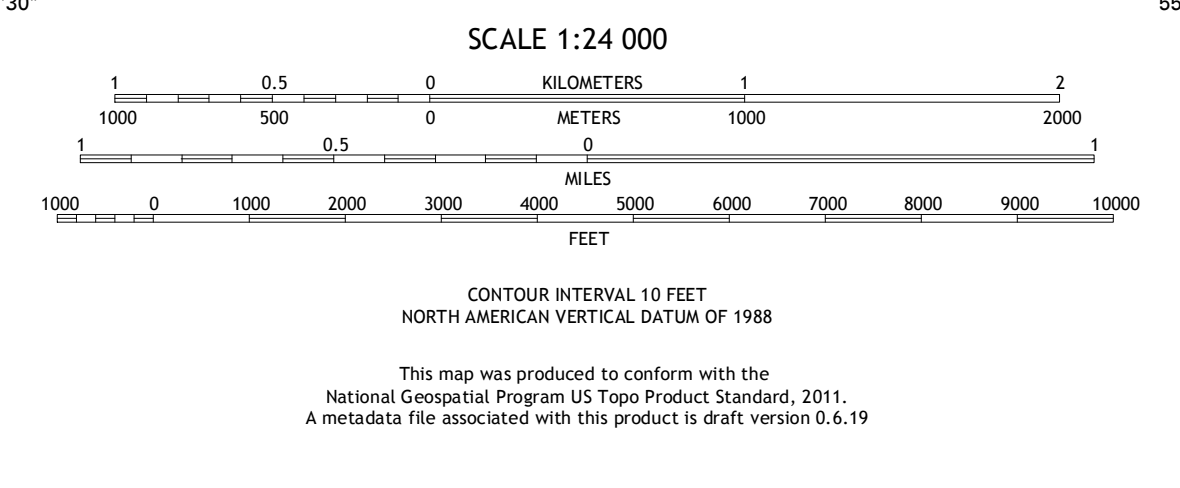 30"
55
SCALE 1:24 000
1 0.5 0 KILOMETERS 1 2
1000 500 0 METERS 1000 2000
1 0.5 0 1
MILES
1000 0 1000 2000 3000 4000 5000 6000 7000 8000 9000 10000
FEET
CONTOUR INTERVAL 10 FEET
NORTH AMERICAN VERTICAL DATUM OF 1988
This map was produced to conform with the
National Geospatial Program US Topo Product Standard, 2011.
A metadata file associated with this product is draft version 0.6.19